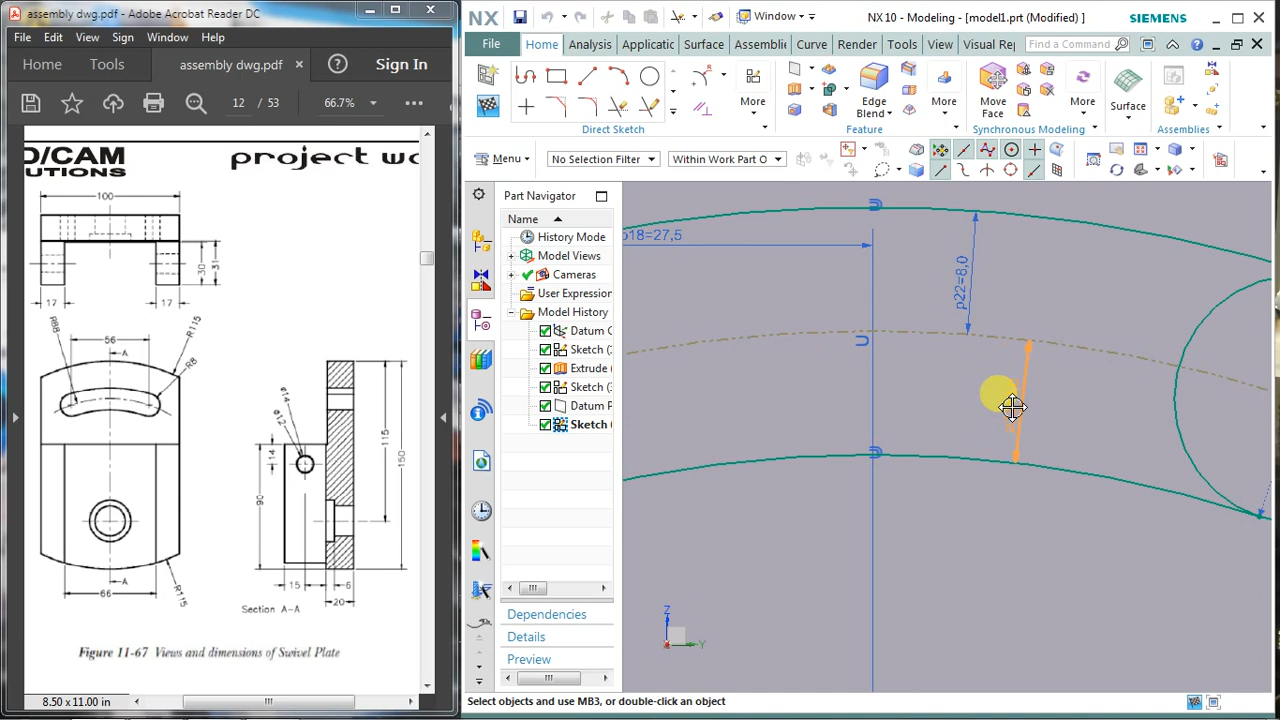 assembly dwg.pdf - Adobe Acrobat Reader DC
File Edit View Sign Window Help
Home Tools assembly dwg.pdf × ? Sign In
12 / 53 66.7%
D/CAM
UTIONS
project wo
100
30
31
17 17
R88
56
A
R115
R8
ø14
ø12
14
90
115
150
A
66
R115
15
6
20
Section A-A
Figure 11-67 Views and dimensions of Swivel Plate
8.50 x 11.00 in
NX
Window
NX 10 - Modeling - [model1.prt (Modified) ]
SIEMENS
File Home Analysis Applicatic Surface Assembli Curve Render Tools View Visual Re Find a Command
More
Edge Blend
More
Move Face
More
Surface
Direct Sketch Feature Synchronous Modeling Assemblies
Menu No Selection Filter Within Work Part O
Part Navigator
Name
History Mode
Model Views
Cameras
User Expression
Model History
Datum C
Sketch (
Extrude (
Sketch (
Datum P
Sketch (
Dependencies
Details
Preview
p18=27,5
p22=8,0
Z
Y
Select objects and use MB3, or double-click an object